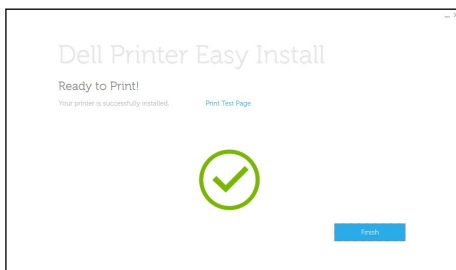 Dell Printer Easy Install
Ready to Print!
Your printer is successfully installed. Print Test Page
Finish